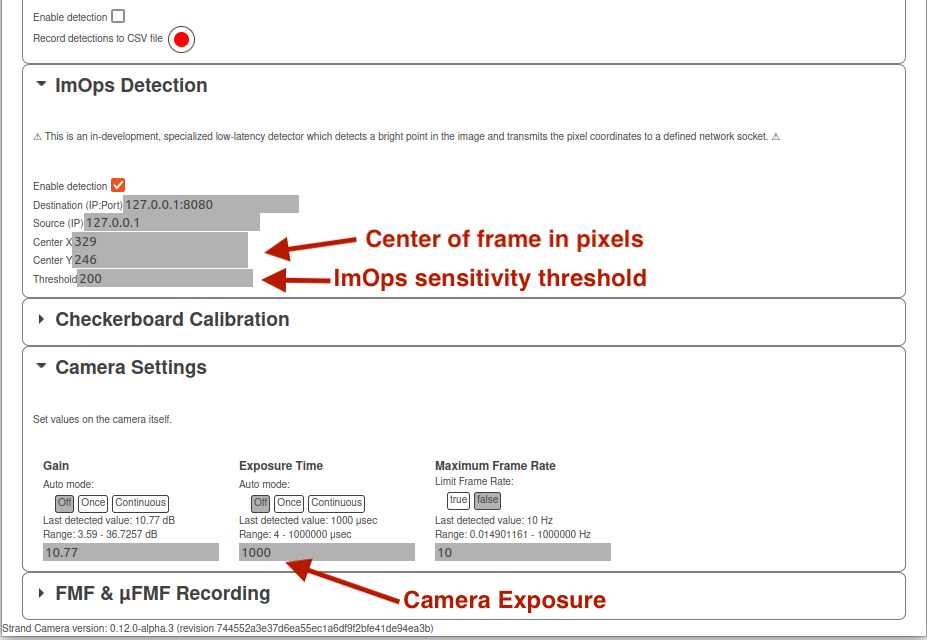 Enable detection
Record detections to CSV file
ImOps Detection
⚠ This is an in-development, specialized low-latency detector which detects a bright point in the image and transmits the pixel coordinates to a defined network socket. ⚠
Enable detection
Destination (IP:Port) 127.0.0.1:8080
Source (IP) 127.0.0.1
Center X 329
Center of frame in pixels
Center Y 246
Threshold 200
ImOps sensitivity threshold
Checkerboard Calibration
Camera Settings
Set values on the camera itself.
Gain
Auto mode:
Off Once Continuous
Last detected value: 10.77 dB
Range: 3.59 - 36.7257 dB
10.77
Exposure Time
Auto mode:
Off Once Continuous
Last detected value: 1000 µsec
Range: 4 - 1000000 µsec
1000
Maximum Frame Rate
Limit Frame Rate:
true false
Last detected value: 10 Hz
Range: 0.014901161 - 1000000 Hz
10
Camera Exposure
FMF & µFMF Recording
Strand Camera version: 0.12.0-alpha.3 (revision 744552a3e37d6ea55ec1a6df9f2bfe41de94ea3b)